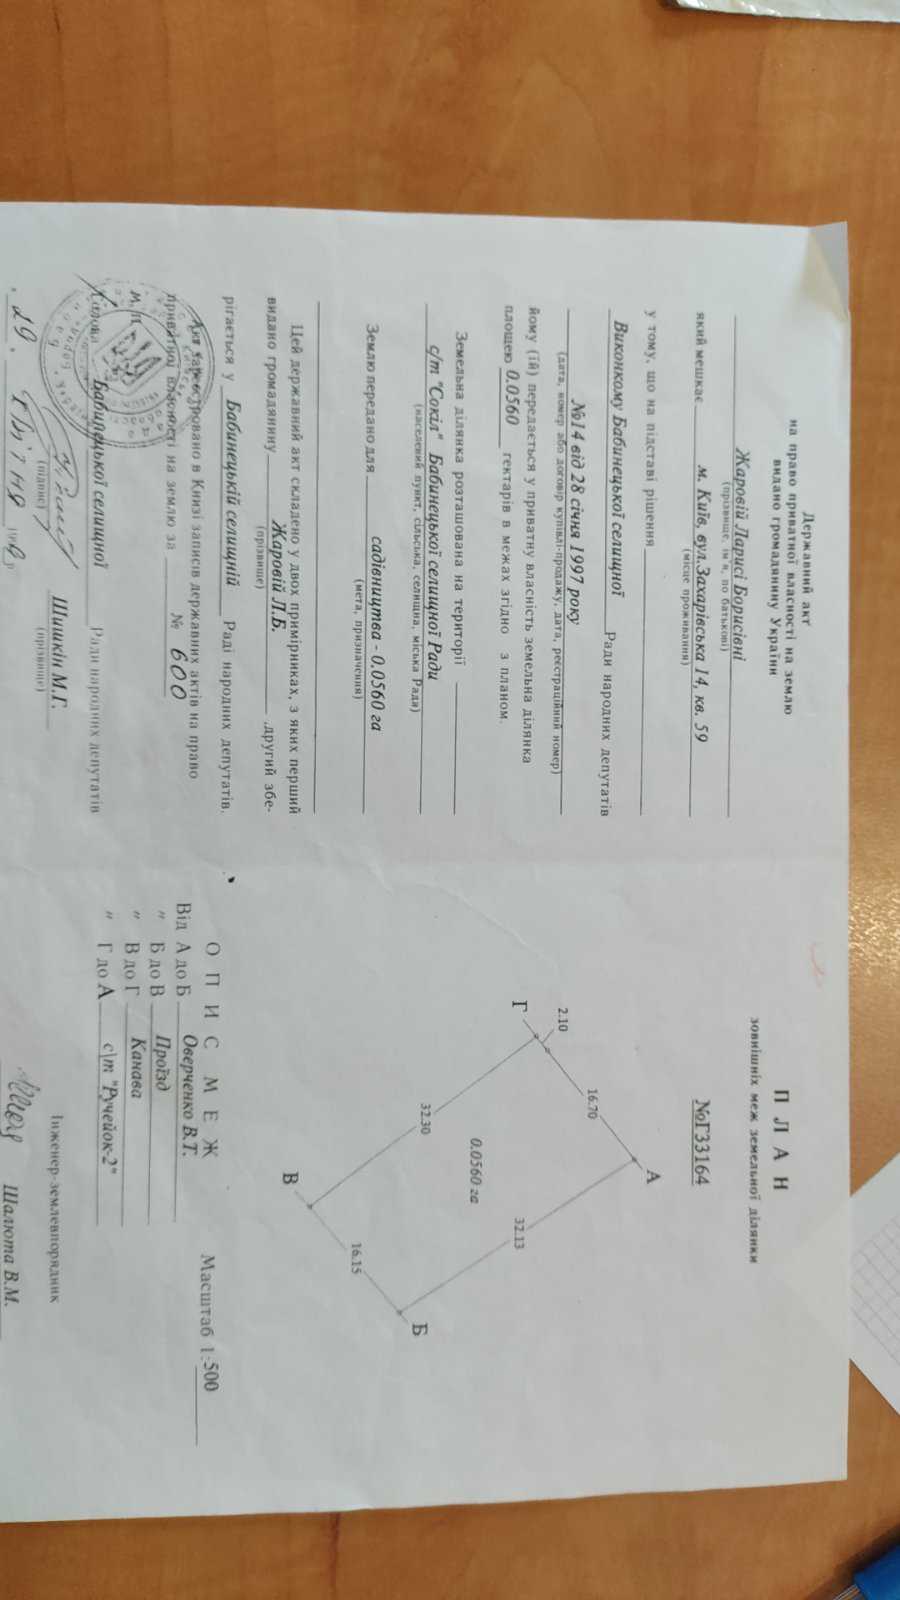 Державний акт
на право приватної власності на землю
видано громадянину України
Жаровій Ларисі Борисівні
(прізвище, ім'я, по батькові)
який мешкає м. Київ, вул.Захарівська 14, кв. 59
(місце проживання)
у тому, що на підставі рішення
Виконкому Бабинецької селищної Ради народних депутатів
№14 від 28 січня 1997 року
(дата, номер або договір купівлі-продажу, дата, реєстраційний номер)
йому (їй) передається у приватну власність земельна ділянка
площею 0.0560 гектарів в межах згідно з планом.
Земельна ділянка розташована на території
с/т "Сокіл" Бабинецької селищної Ради
(населений пункт, сільська, селищна, міська Рада)
Землю передано для садівництва - 0.0560 га
(мета, призначення)
Цей державний акт складено у двох примірниках, з яких перший
видано громадянину Жаровій Л.Б. ,другий збе-
(прізвище)
рігається у Бабинецькій селищній Раді народних депутатів.
Акт зареєстровано в Книзі записів державних актів на право
приватної власності на землю за № 600
М.П.
Голова Бабинецької селищної Ради народних депутатів
Шишкін М.Г.
(підпис) (прізвище)
29 квітня
П Л А Н
зовнішніх меж земельної ділянки
№Г33164
А
16.70
2.10
Г
32.13
0.0560 га
32.30
Б
16.15
В
О П И С М Е Ж
Масштаб 1:500
Від А до Б Оверченко В.Т.
" Б до В Проїзд
" В до Г Канава
" Г до А с\т "Ручейок-2"
Інженер-землевпорядник
Шалюта В.М.